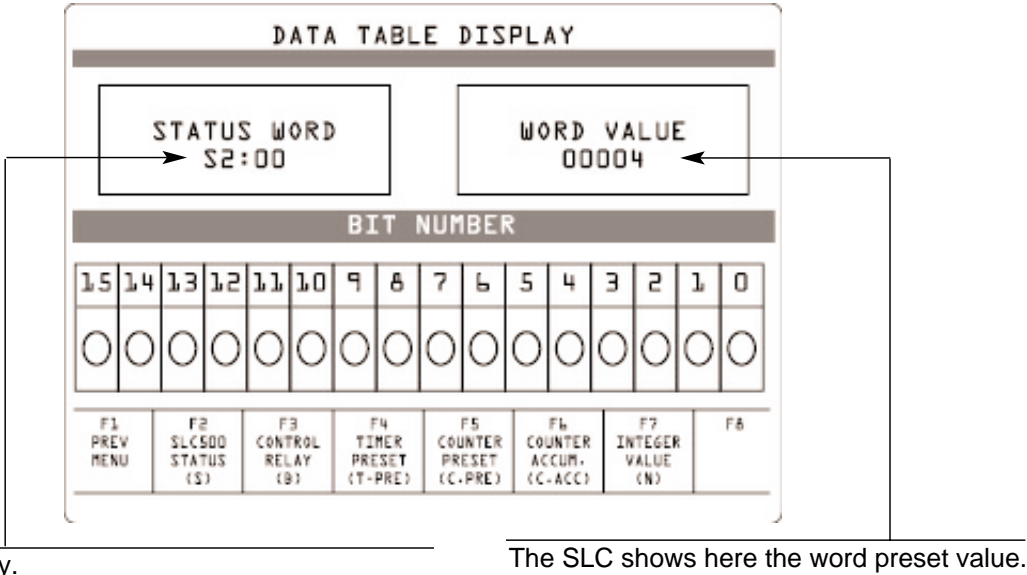 DATA TABLE DISPLAY
STATUS WORD
S2:00
WORD VALUE
00004
BIT NUMBER
15 14 13 12 11 10 9 8 7 6 5 4 3 2 1 0
F1
PREV
MENU
F2
SLC500
STATUS
(S)
F3
CONTROL
RELAY
(B)
F4
TIMER
PRESET
(T-PRE)
F5
COUNTER
PRESET
(C.PRE)
F6
COUNTER
ACCUM.
(C-ACC)
F7
INTEGER
VALUE
(N)
F8
y.
The SLC shows here the word preset value.